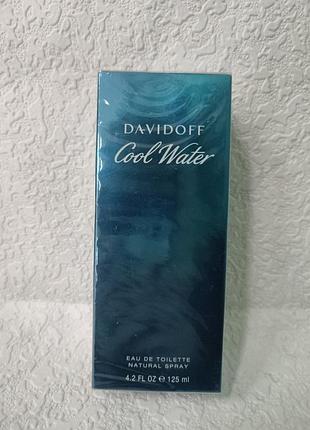 DAVIDOFF
Cool Water
EAU DE TOILETTE
NATURAL SPRAY
4.2 FL OZ ℮ 125 ml